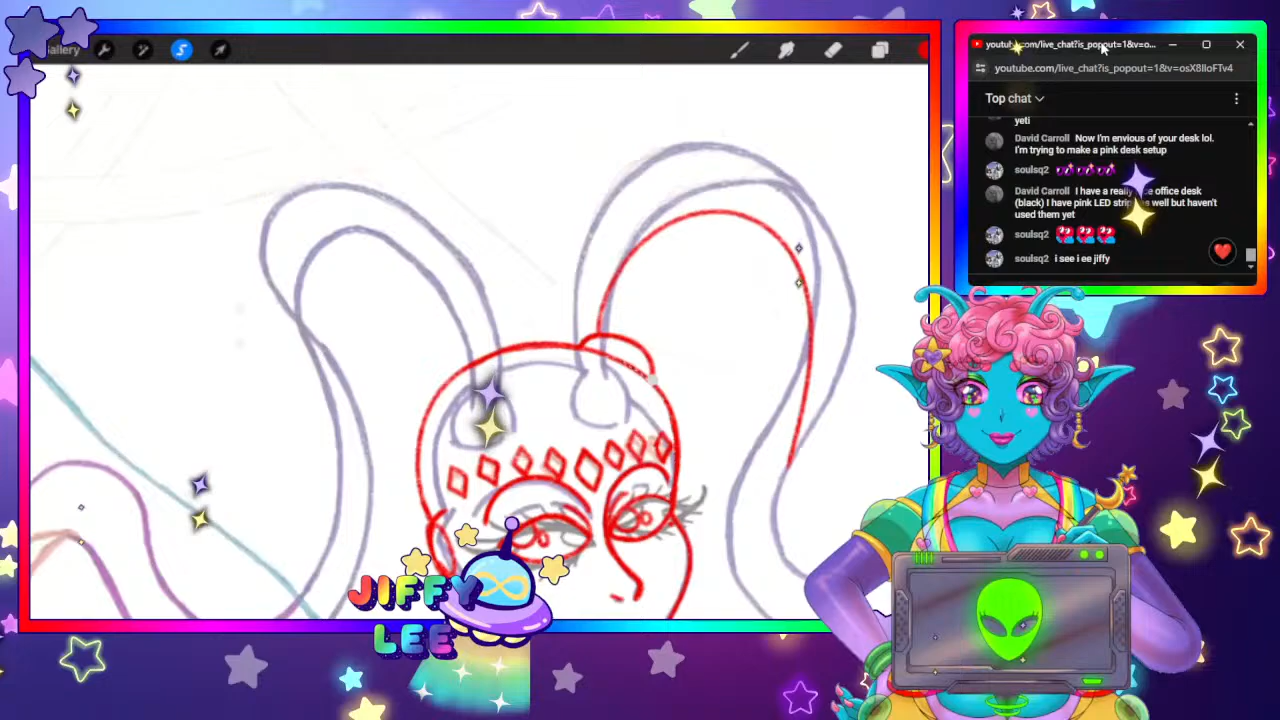 Gallery
youtube.com/live_chat?is_popout=1&v=o...
youtube.com/live_chat?is_popout=1&v=osX8IIoFTv4
Top chat
yeti
David Carroll Now I'm envious of your desk lol.
I'm trying to make a pink desk setup
soulsq2
David Carroll I have a really office desk
(black) I have pink LED strips as well but haven't
used them yet
soulsq2
soulsq2 i see i ee jiffy
JIFFY
LEE